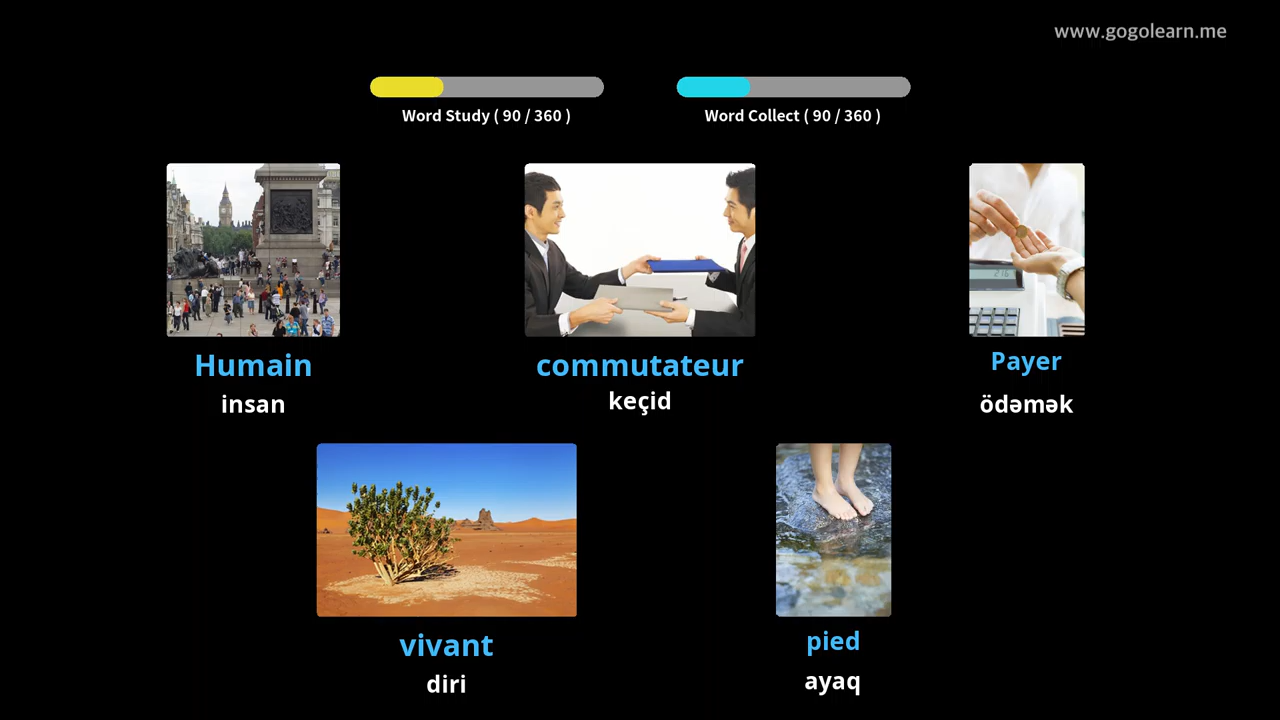 www.gogolearn.me
Word Study ( 90 / 360 )
Word Collect ( 90 / 360 )
Humain
insan
commutateur
keçid
Payer
ödəmək
vivant
diri
pied
ayaq